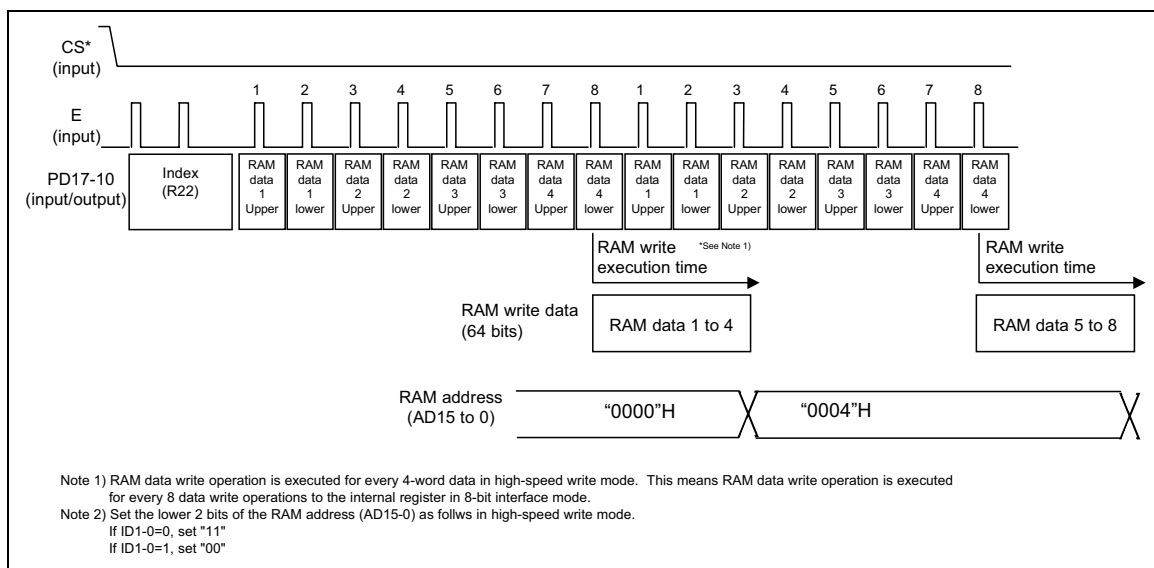 CS*
(input)
1 2 3 4 5 6 7 8 1 2 3 4 5 6 7 8
E
(input)
PD17-10
(input/output)
Index
(R22)
RAM data 1 Upper
RAM data 1 lower
RAM data 2 Upper
RAM data 2 lower
RAM data 3 Upper
RAM data 3 lower
RAM data 4 Upper
RAM data 4 lower
RAM data 1 Upper
RAM data 1 lower
RAM data 2 Upper
RAM data 2 lower
RAM data 3 Upper
RAM data 3 lower
RAM data 4 Upper
RAM data 4 lower
RAM write
execution time
*See Note 1)
RAM write
execution time
RAM write data
(64 bits)
RAM data 1 to 4
RAM data 5 to 8
RAM address
(AD15 to 0)
“0000”H
“0004”H
Note 1) RAM data write operation is executed for every 4-word data in high-speed write mode. This means RAM data write operation is executed
for every 8 data write operations to the internal register in 8-bit interface mode.
Note 2) Set the lower 2 bits of the RAM address (AD15-0) as follws in high-speed write mode.
If ID1-0=0, set "11"
If ID1-0=1, set "00"